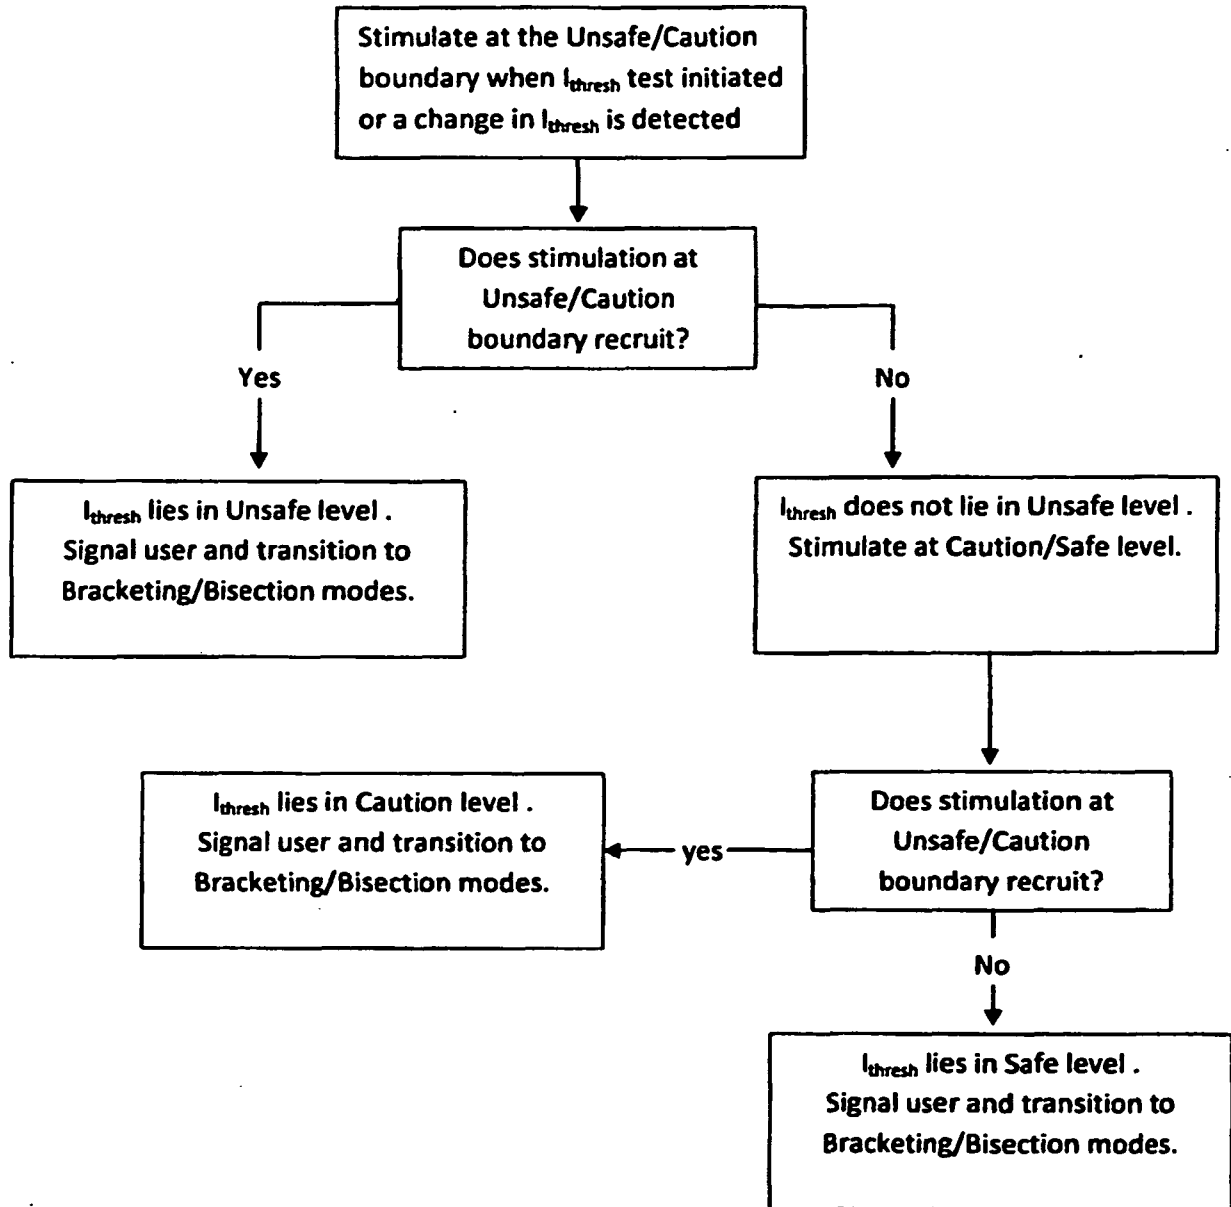 Stimulate at the Unsafe/Caution
boundary when Ithresh test initiated
or a change in Ithresh is detected
Does stimulation at
Unsafe/Caution
boundary recruit?
Yes
No
Ithresh lies in Unsafe level .
Signal user and transition to
Bracketing/Bisection modes.
Ithresh does not lie in Unsafe level .
Stimulate at Caution/Safe level.
Ithresh lies in Caution level .
Signal user and transition to
Bracketing/Bisection modes.
yes
Does stimulation at
Unsafe/Caution
boundary recruit?
No
Ithresh lies in Safe level .
Signal user and transition to
Bracketing/Bisection modes.